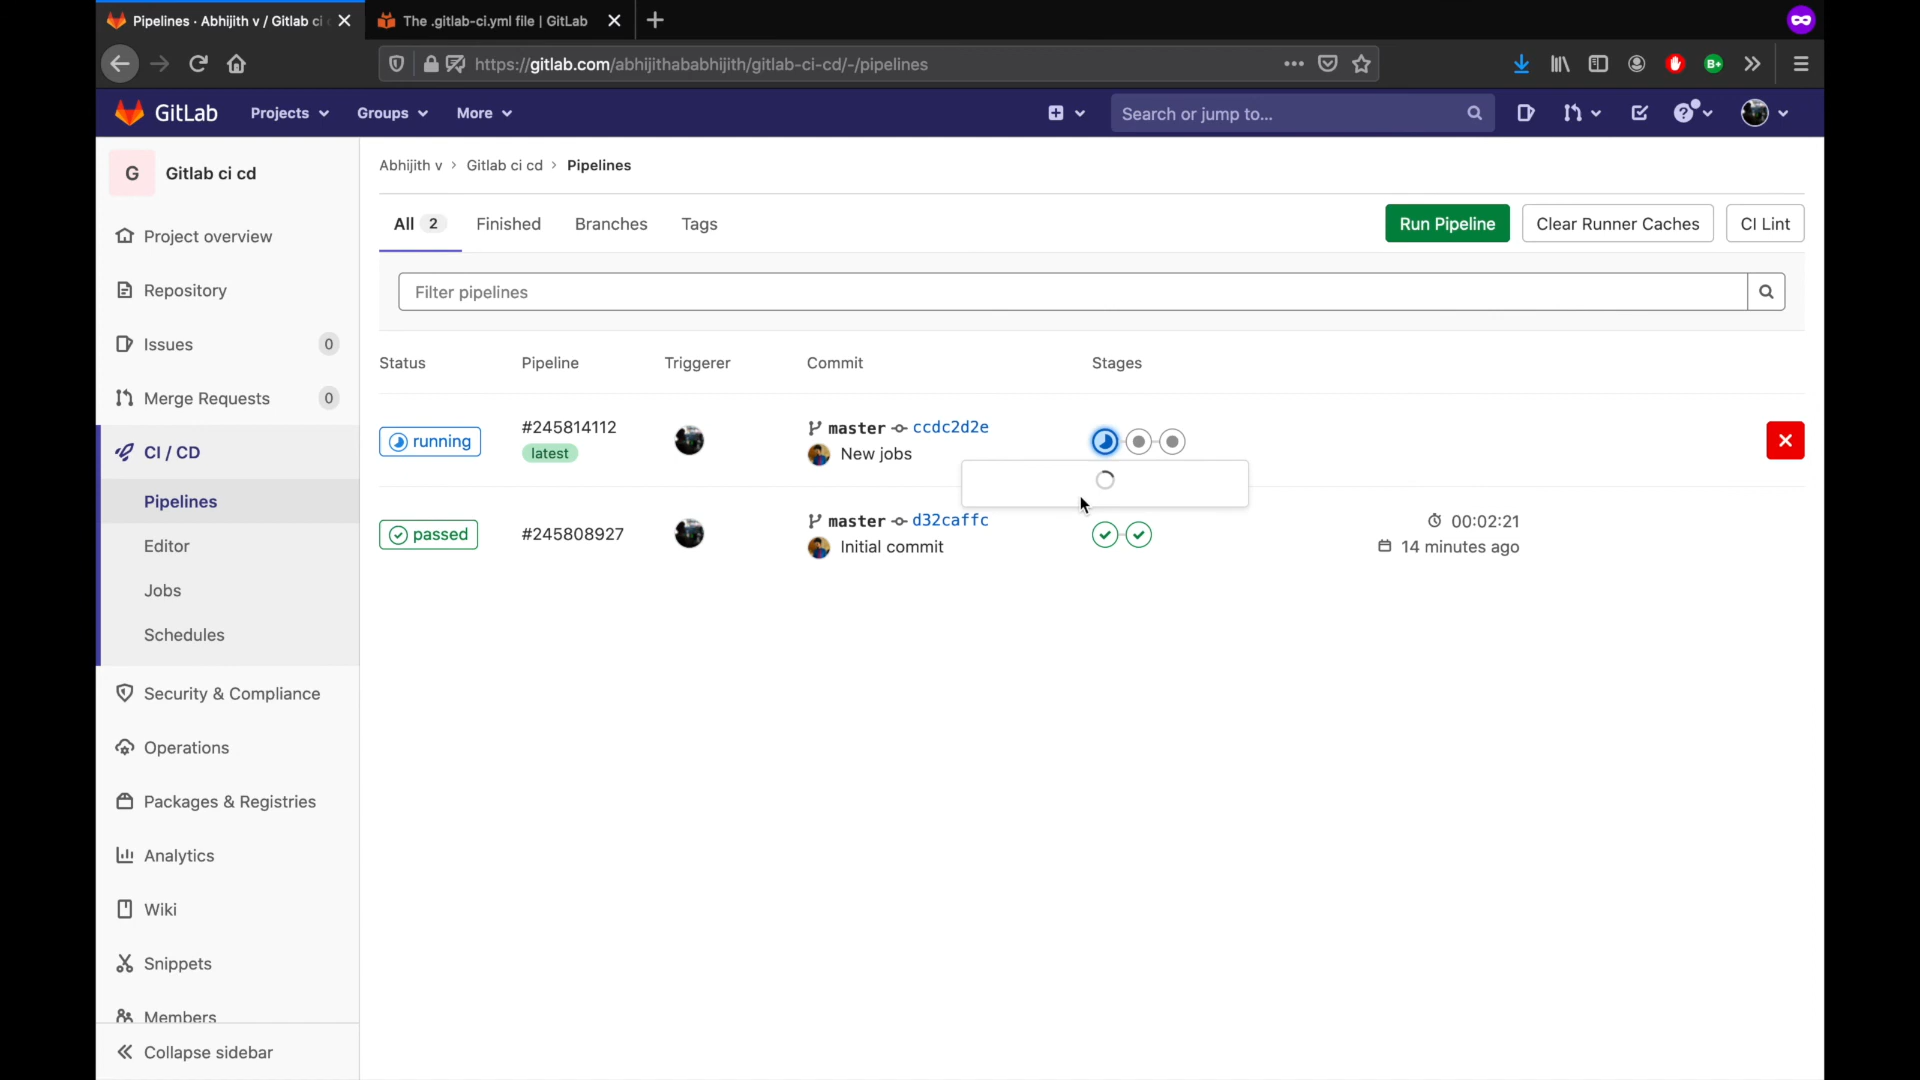 Pipelines · Abhijith v / Gitlab ci
The .gitlab-ci.yml file | GitLab
https://gitlab.com/abhijithababhijith/gitlab-ci-cd/-/pipelines
B+
GitLab
Projects
Groups
More
Search or jump to...
G
Gitlab ci cd
Project overview
Repository
Issues 0
Merge Requests 0
CI / CD
Pipelines
Editor
Jobs
Schedules
Security & Compliance
Operations
Packages & Registries
Analytics
Wiki
Snippets
Members
Collapse sidebar
Abhijith v > Gitlab ci cd > Pipelines
All 2 Finished Branches Tags
Run Pipeline Clear Runner Caches CI Lint
Filter pipelines
Status Pipeline Triggerer Commit Stages
running
#245814112
latest
master ccdc2d2e
New jobs
passed
#245808927
master d32caffc
Initial commit
00:02:21
14 minutes ago